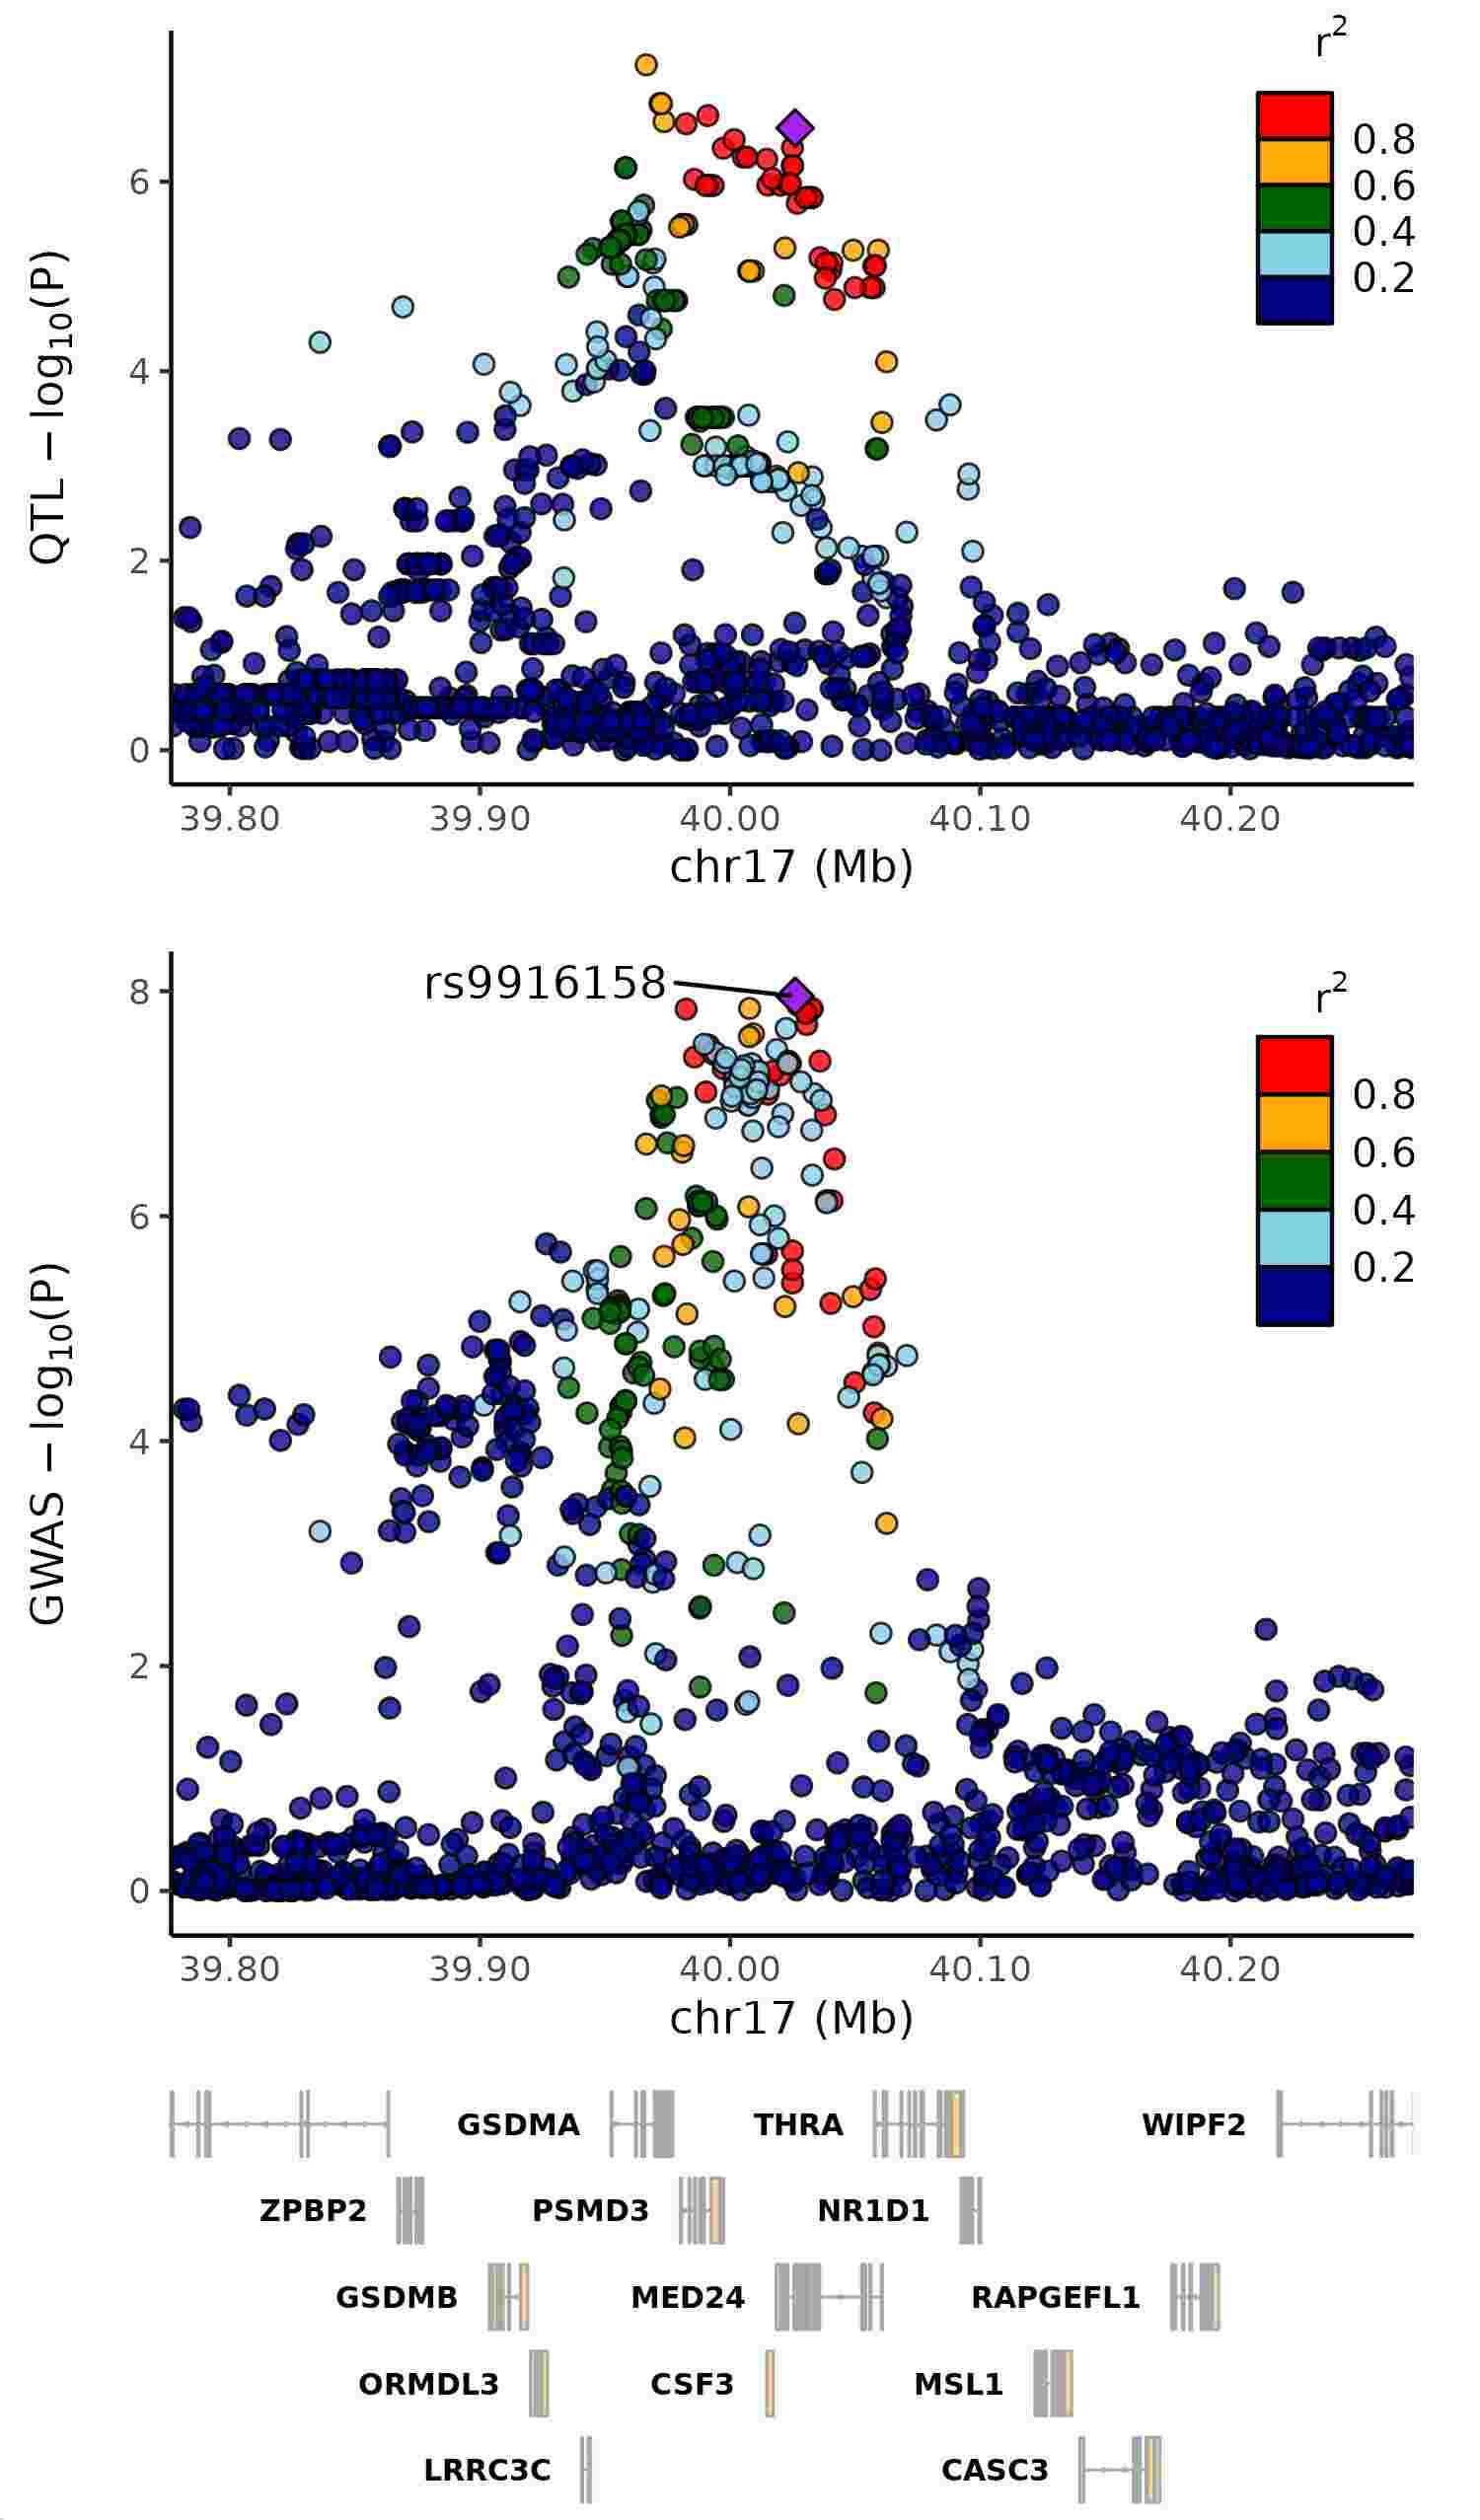 r2
0.8
0.6
0.4
0.2
QTL −log10(P)
6
4
2
0
39.80 39.90 40.00 40.10 40.20
chr17 (Mb)
rs9916158
r2
0.8
0.6
0.4
0.2
GWAS −log10(P)
8
6
4
2
0
39.80 39.90 40.00 40.10 40.20
chr17 (Mb)
GSDMA THRA WIPF2
ZPBP2 PSMD3 NR1D1
GSDMB MED24 RAPGEFL1
ORMDL3 CSF3 MSL1
LRRC3C CASC3